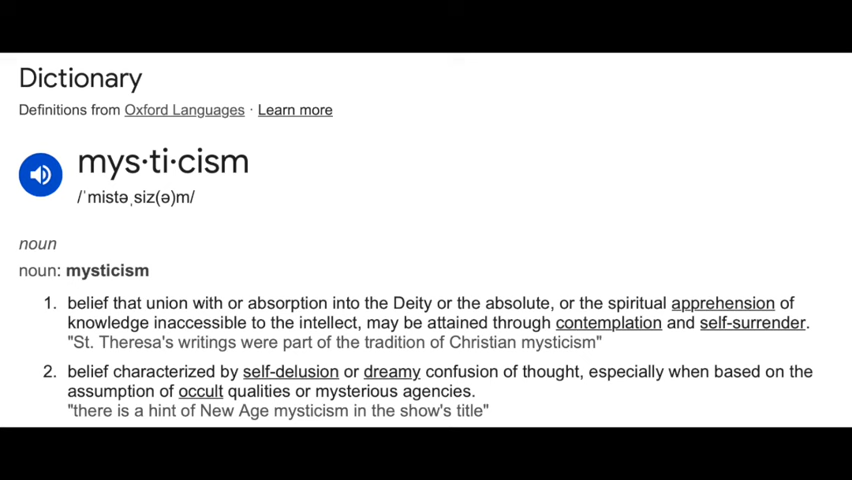 Dictionary
Definitions from Oxford Languages · Learn more
mys·ti·cism
/ˈmistəˌsiz(ə)m/
noun
noun: mysticism
1. belief that union with or absorption into the Deity or the absolute, or the spiritual apprehension of
knowledge inaccessible to the intellect, may be attained through contemplation and self-surrender.
"St. Theresa's writings were part of the tradition of Christian mysticism"
2. belief characterized by self-delusion or dreamy confusion of thought, especially when based on the
assumption of occult qualities or mysterious agencies.
"there is a hint of New Age mysticism in the show's title"